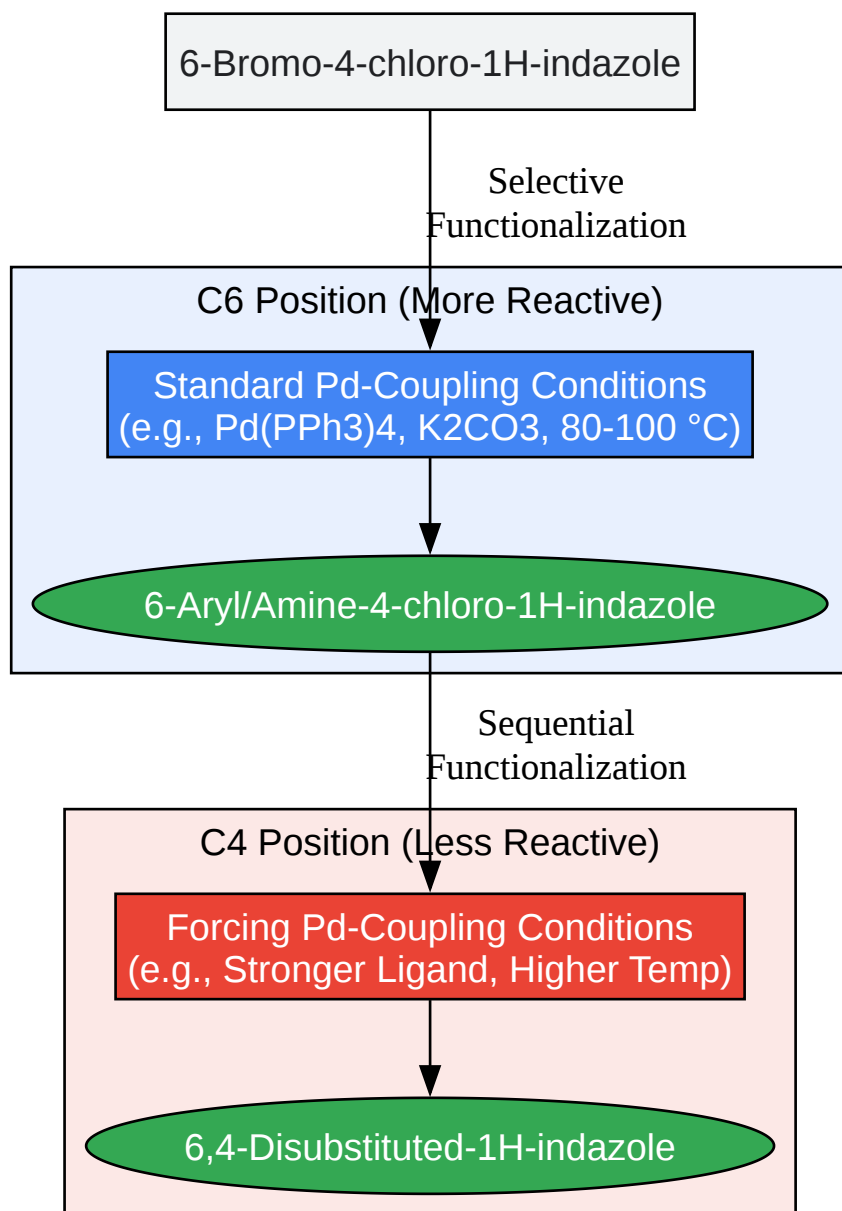 6-Bromo-4-chloro-1H-indazole
Selective
Functionalization
C6 Position (More Reactive)
Standard Pd-Coupling Conditions
(e.g., Pd(PPh3)4, K2CO3, 80-100 °C)
6-Aryl/Amine-4-chloro-1H-indazole
Sequential
Functionalization
C4 Position (Less Reactive)
Forcing Pd-Coupling Conditions
(e.g., Stronger Ligand, Higher Temp)
6,4-Disubstituted-1H-indazole